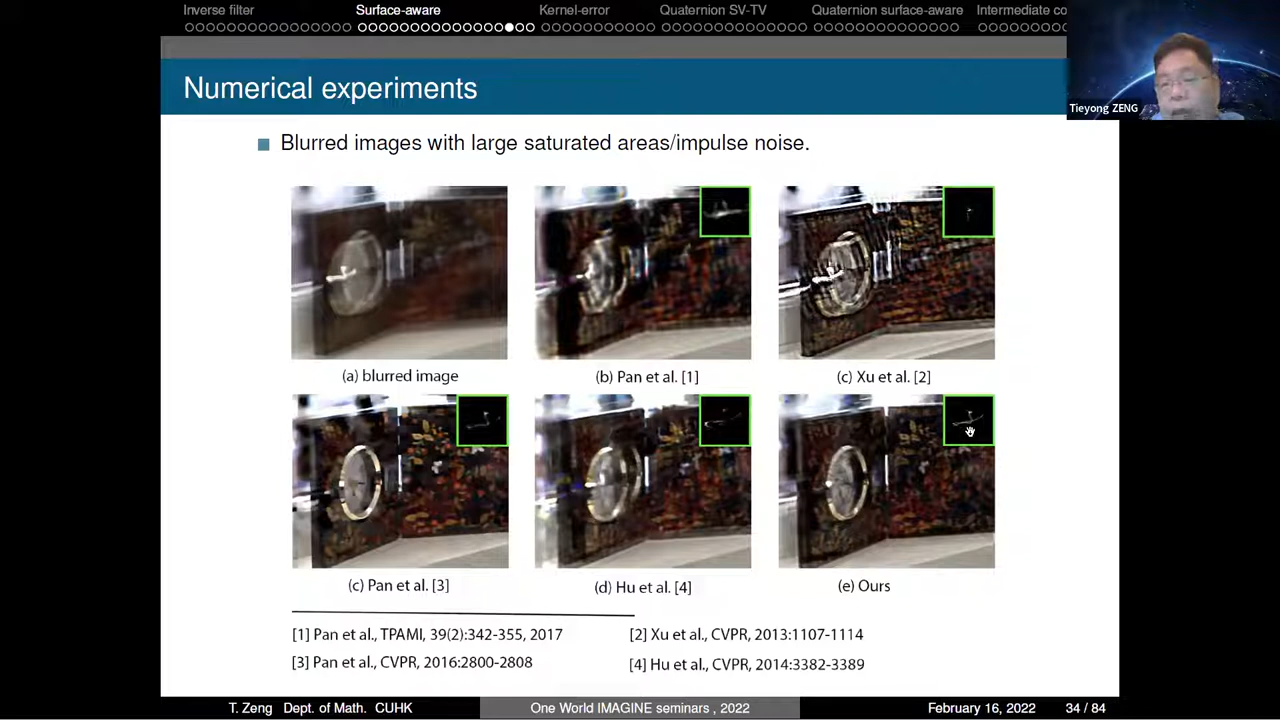 Inverse filter Surface-aware Kernel-error Quaternion SV-TV Quaternion surface-aware Intermediate co
Tieyong ZENG
Numerical experiments
Blurred images with large saturated areas/impulse noise.
(a) blurred image (b) Pan et al. [1] (c) Xu et al. [2]
(c) Pan et al. [3] (d) Hu et al. [4] (e) Ours
[1] Pan et al., TPAMI, 39(2):342-355, 2017 [2] Xu et al., CVPR, 2013:1107-1114
[3] Pan et al., CVPR, 2016:2800-2808 [4] Hu et al., CVPR, 2014:3382-3389
T. Zeng Dept. of Math. CUHK One World IMAGINE seminars , 2022 February 16, 2022 34 / 84